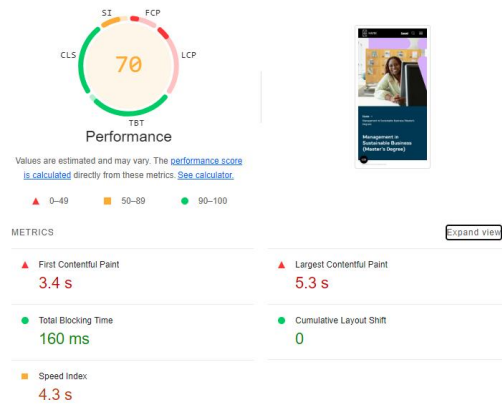 SI
FCP
CLS
LCP
70
TBT
Performance
Values are estimated and may vary. The performance score
is calculated directly from these metrics. See calculator.
0–49
50–89
90–100
Management in
Sustainable Business
(Master's Degree)
METRICS
Expand view
First Contentful Paint
3.4 s
Largest Contentful Paint
5.3 s
Total Blocking Time
160 ms
Cumulative Layout Shift
0
Speed Index
4.3 s